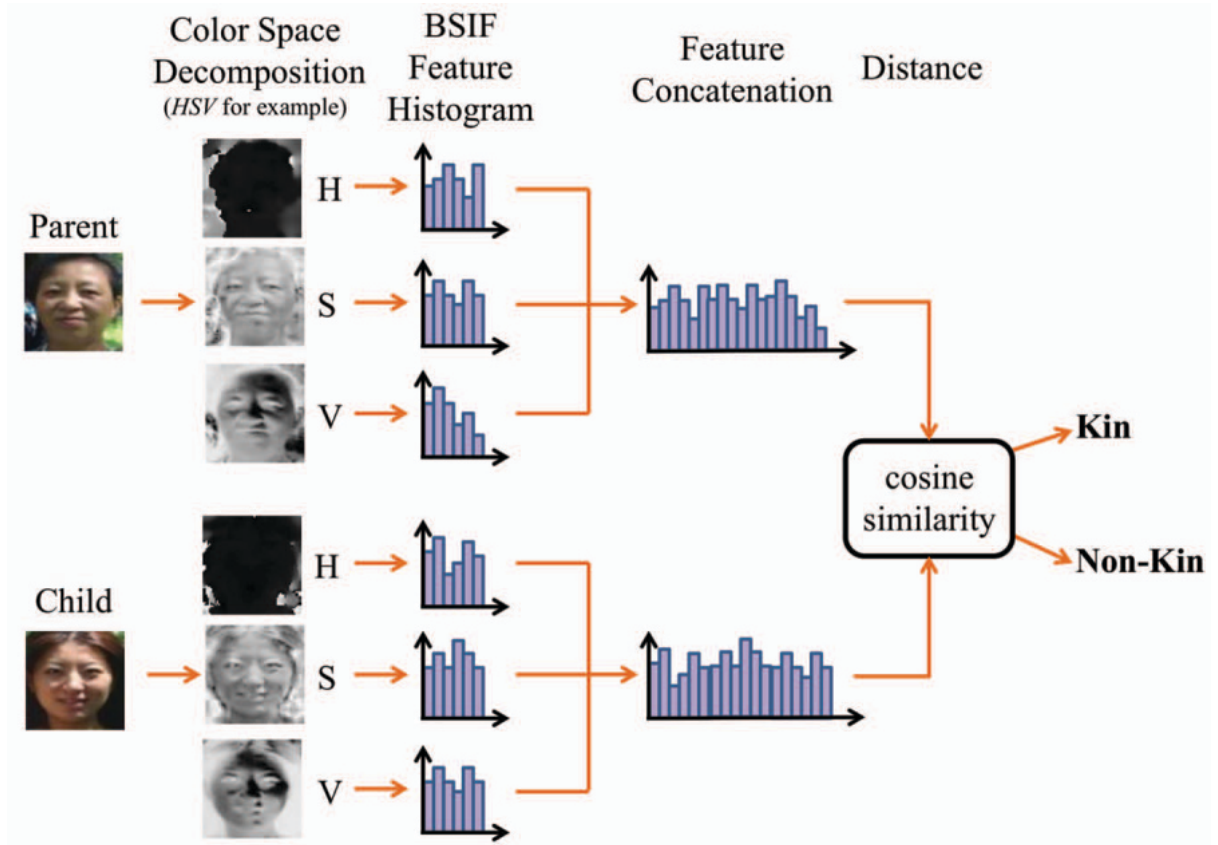 Color Space
Decomposition
(HSV for example)
BSIF
Feature
Histogram
Feature
Concatenation
Distance
Parent
H
S
V
Child
H
S
V
cosine
similarity
Kin
Non-Kin